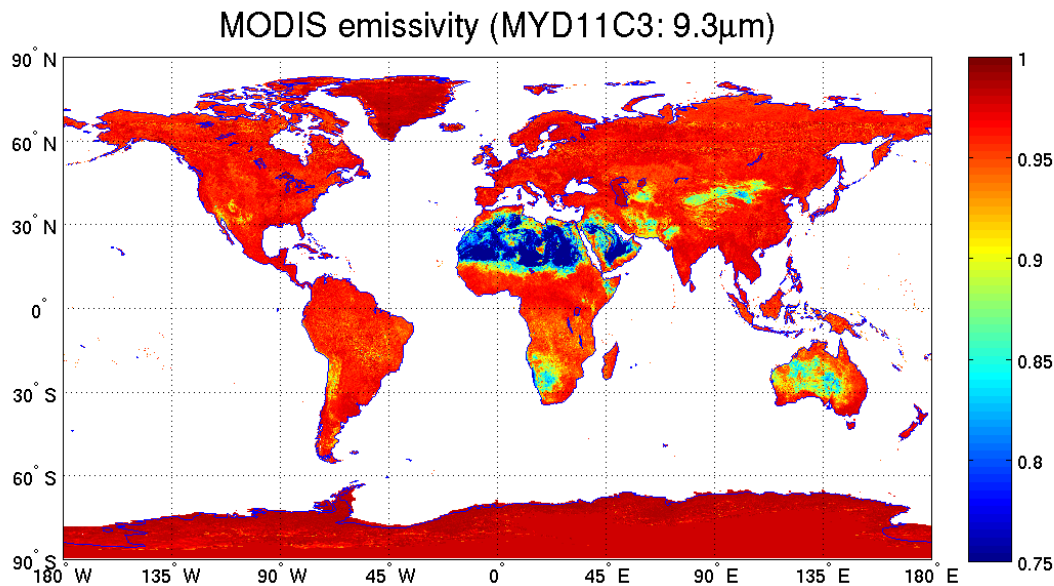 MODIS emissivity (MYD11C3: 9.3μm)
90° N
60° N
30° N
0°
30° S
60° S
90° S
180 W
135 W
90 W
45 W
0
45 E
90 E
135 E
180 E
1
0.95
0.9
0.85
0.8
0.75